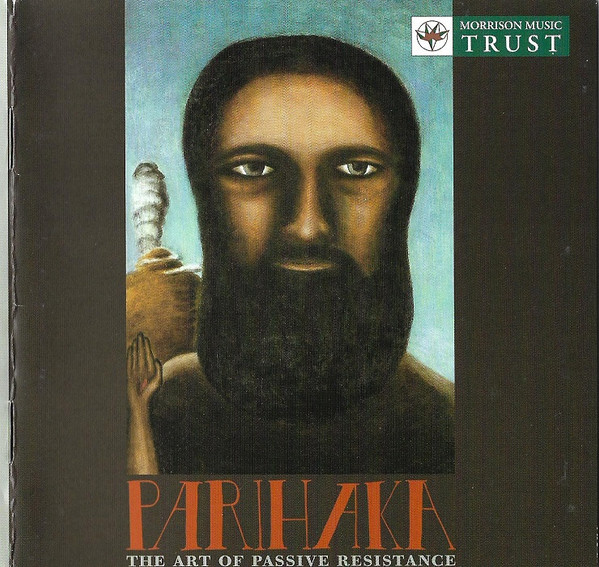 MORRISON MUSIC
TRUST
PARIHAKA
THE ART OF PASSIVE RESISTANCE